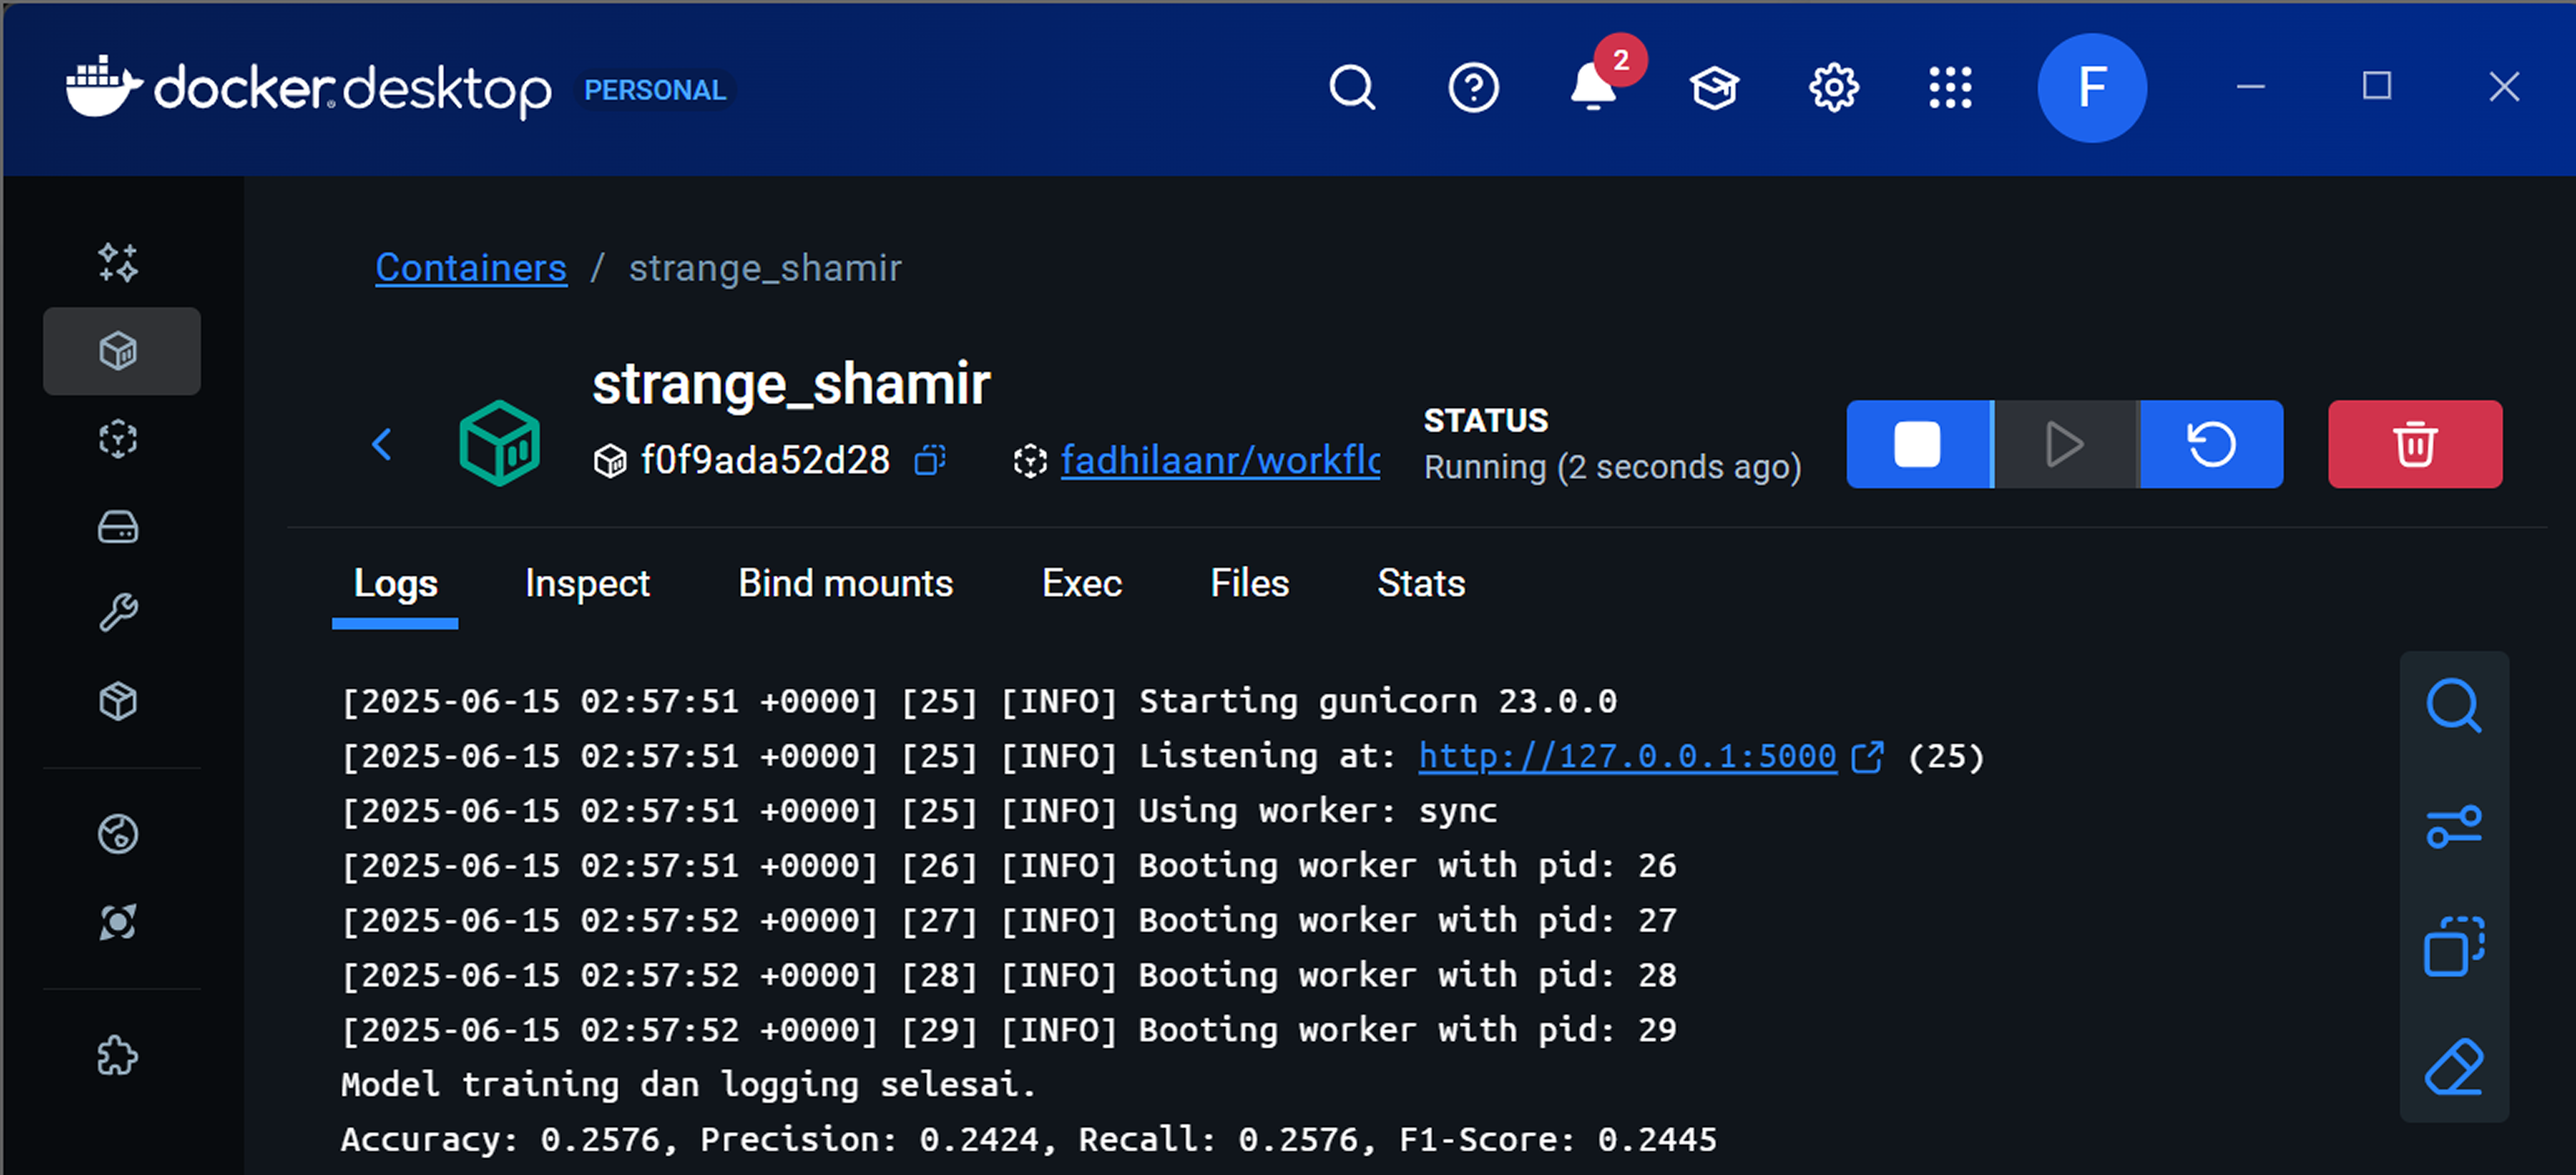 docker desktop PERSONAL
2
F
Containers / strange_shamir
strange_shamir
f0f9ada52d28 fadhilaanr/workflo
STATUS
Running (2 seconds ago)
Logs Inspect Bind mounts Exec Files Stats
[2025-06-15 02:57:51 +0000] [25] [INFO] Starting gunicorn 23.0.0
[2025-06-15 02:57:51 +0000] [25] [INFO] Listening at: http://127.0.0.1:5000 (25)
[2025-06-15 02:57:51 +0000] [25] [INFO] Using worker: sync
[2025-06-15 02:57:51 +0000] [26] [INFO] Booting worker with pid: 26
[2025-06-15 02:57:52 +0000] [27] [INFO] Booting worker with pid: 27
[2025-06-15 02:57:52 +0000] [28] [INFO] Booting worker with pid: 28
[2025-06-15 02:57:52 +0000] [29] [INFO] Booting worker with pid: 29
Model training dan logging selesai.
Accuracy: 0.2576, Precision: 0.2424, Recall: 0.2576, F1-Score: 0.2445